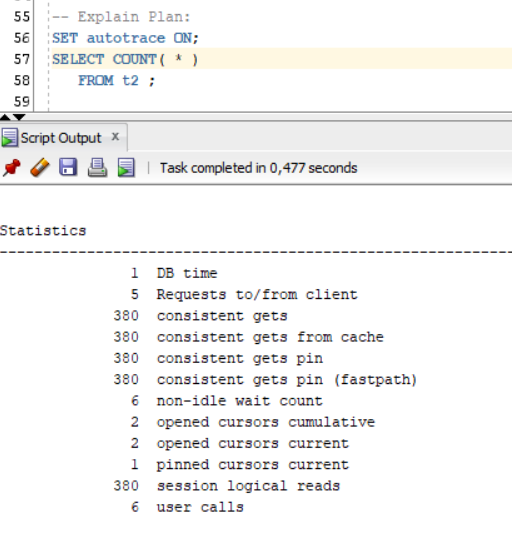 55 -- Explain Plan:
56 SET autotrace ON;
57 SELECT COUNT( * )
58 FROM t2 ;
59
Script Output x
Task completed in 0,477 seconds
Statistics
-----------------------------------------------------------
1 DB time
5 Requests to/from client
380 consistent gets
380 consistent gets from cache
380 consistent gets pin
380 consistent gets pin (fastpath)
6 non-idle wait count
2 opened cursors cumulative
2 opened cursors current
1 pinned cursors current
380 session logical reads
6 user calls